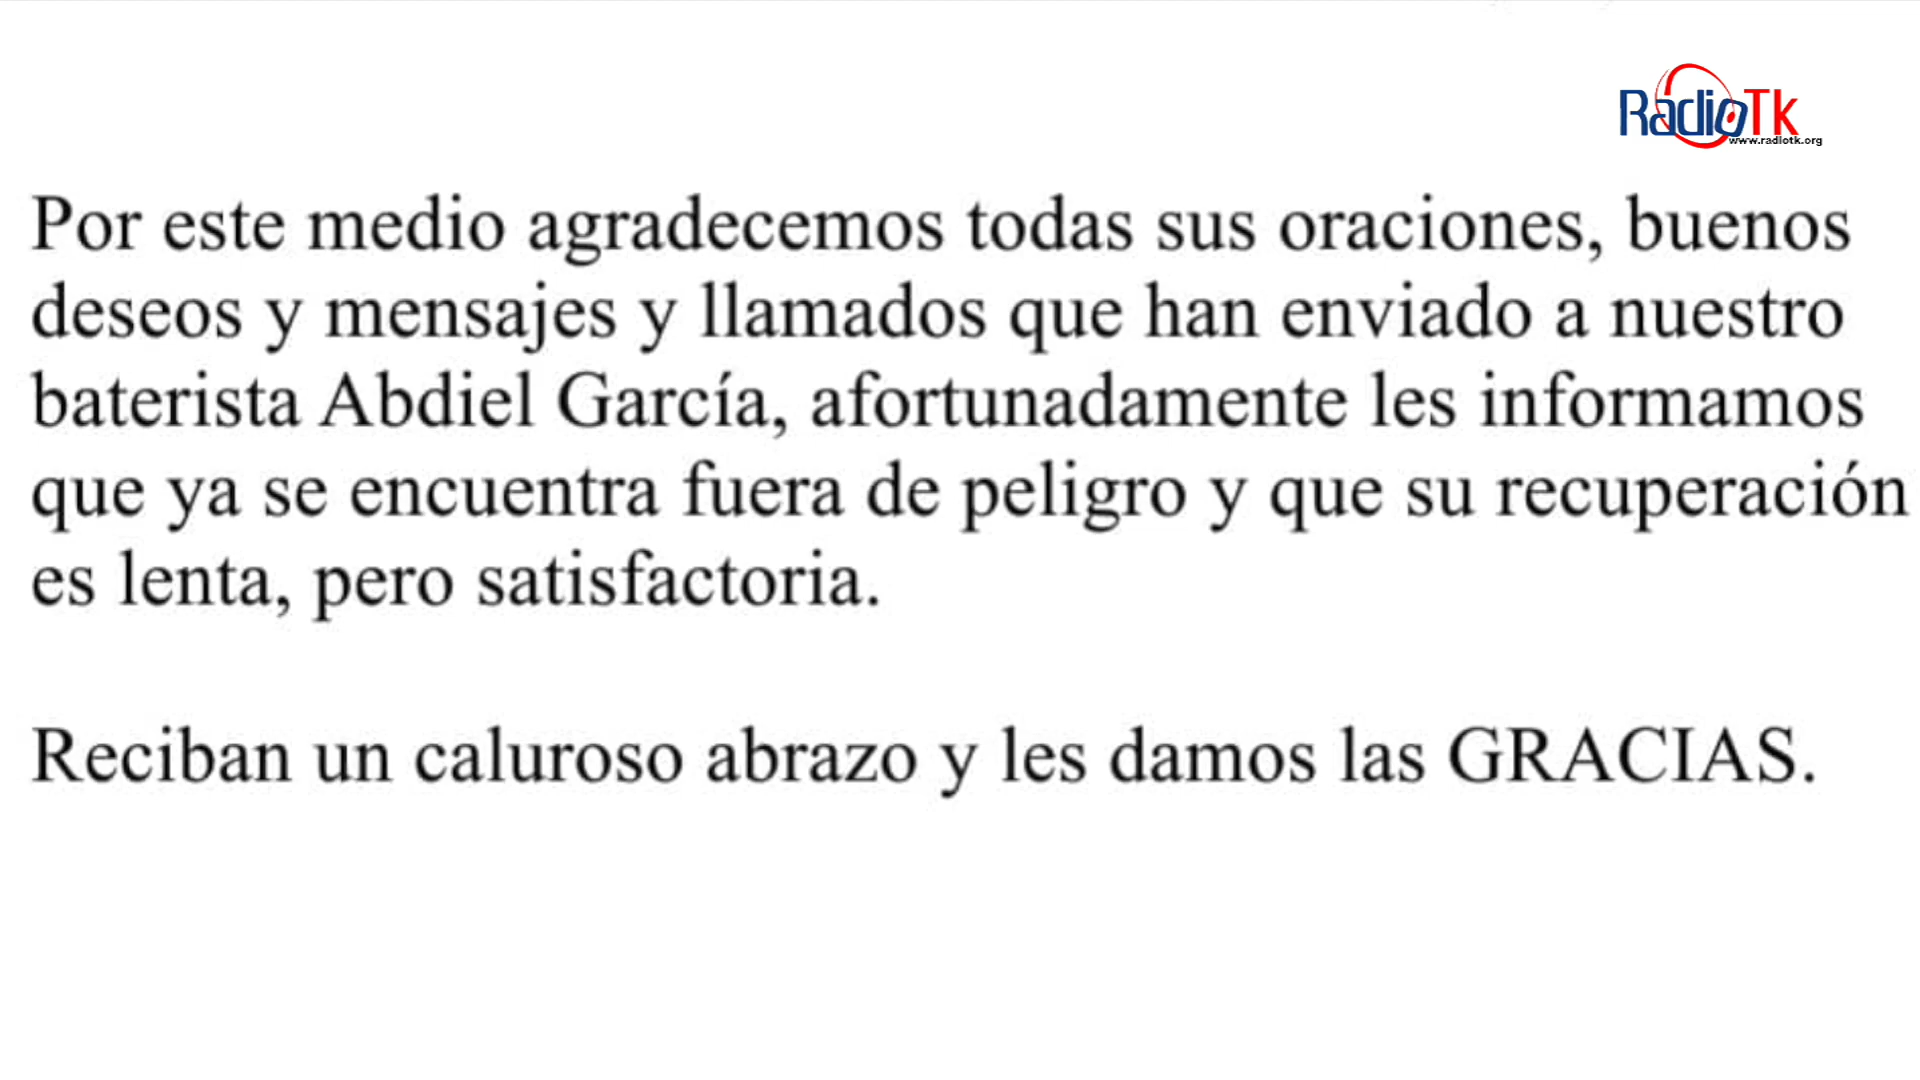 RadioTk
www.radiotk.org
Por este medio agradecemos todas sus oraciones, buenos
deseos y mensajes y llamados que han enviado a nuestro
baterista Abdiel García, afortunadamente les informamos
que ya se encuentra fuera de peligro y que su recuperación
es lenta, pero satisfactoria.
Reciban un caluroso abrazo y les damos las GRACIAS.